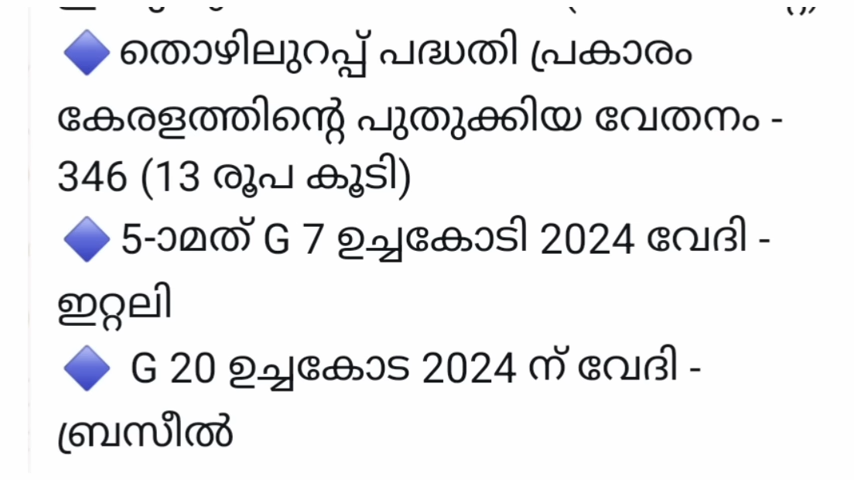 🔷 തൊഴിലുറപ്പ് പദ്ധതി പ്രകാരം
കേരളത്തിന്റെ പുതുക്കിയ വേതനം -
346 (13 രൂപ കൂടി)
🔷 5-ാമത് G 7 ഉച്ചകോടി 2024 വേദി -
ഇറ്റലി
🔷 G 20 ഉച്ചകോട 2024 ന് വേദി -
ബ്രസീൽ